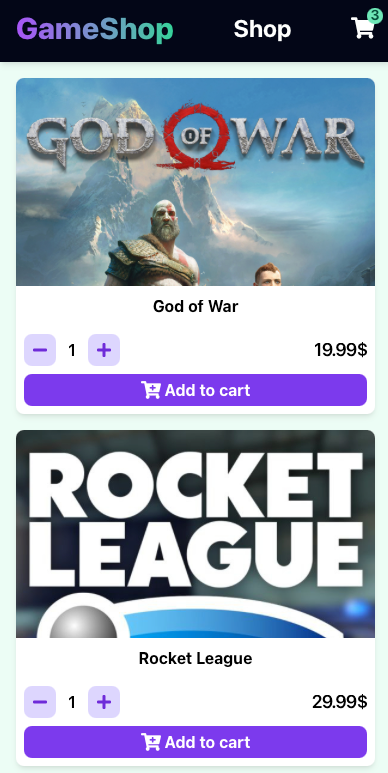 GameShop
Shop
3
GOD OF WAR
God of War
1
19.99$
Add to cart
ROCKET
LEAGUE
Rocket League
1
29.99$
Add to cart